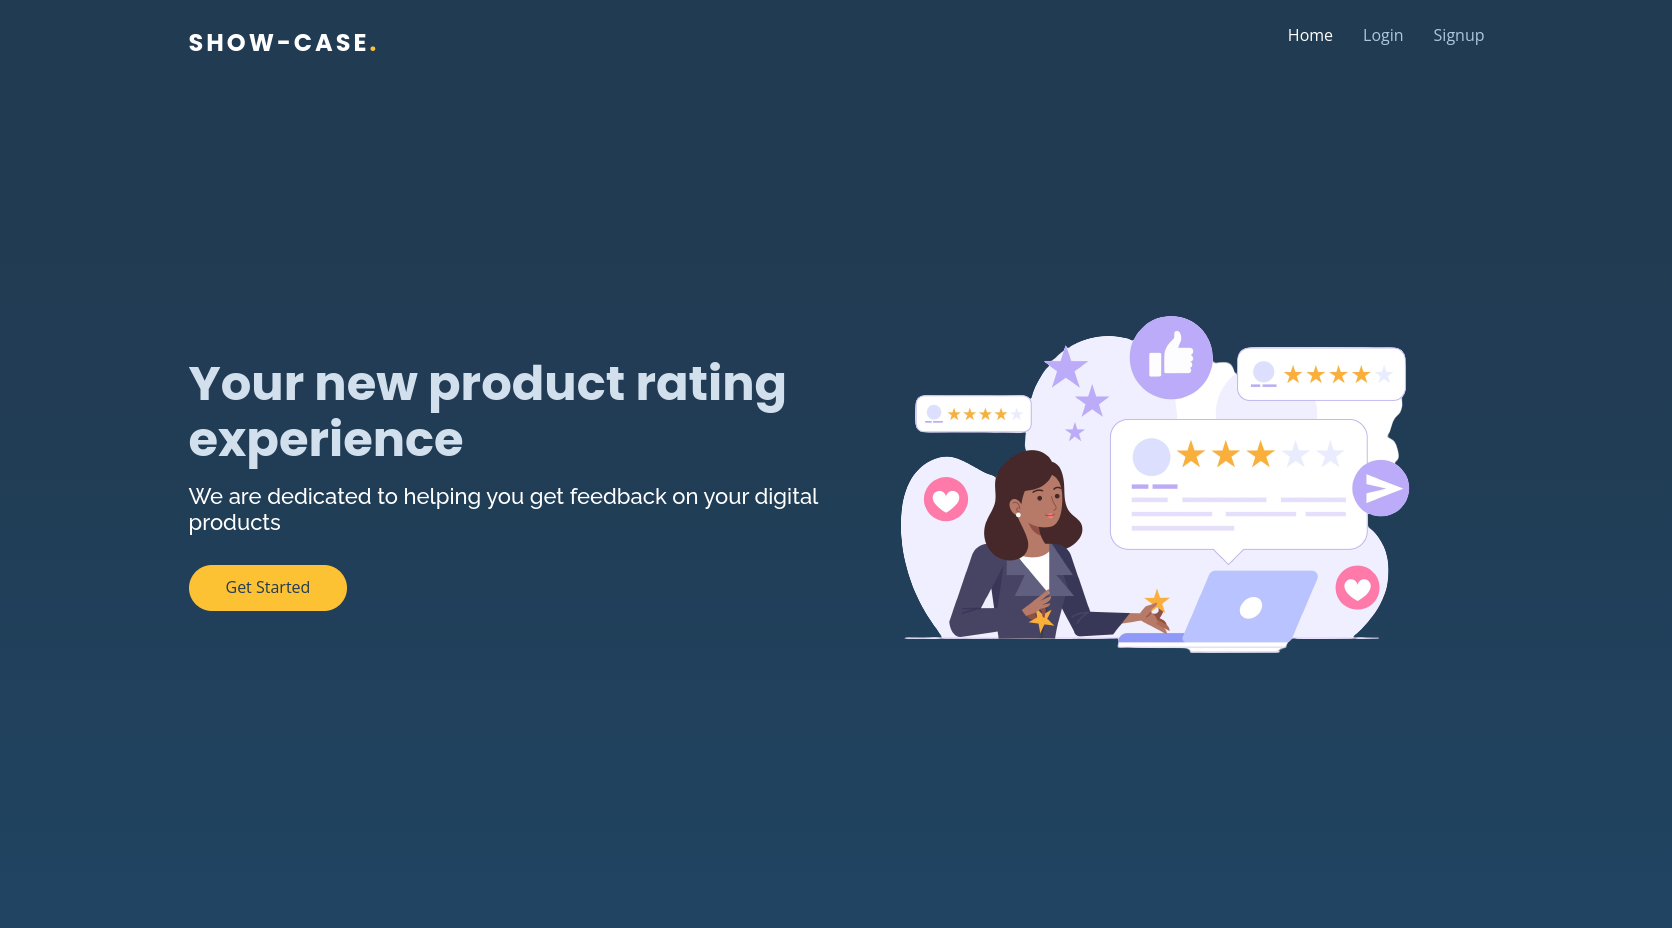 SHOW-CASE.
Home Login Signup
Your new product rating
experience
We are dedicated to helping you get feedback on your digital
products
Get Started